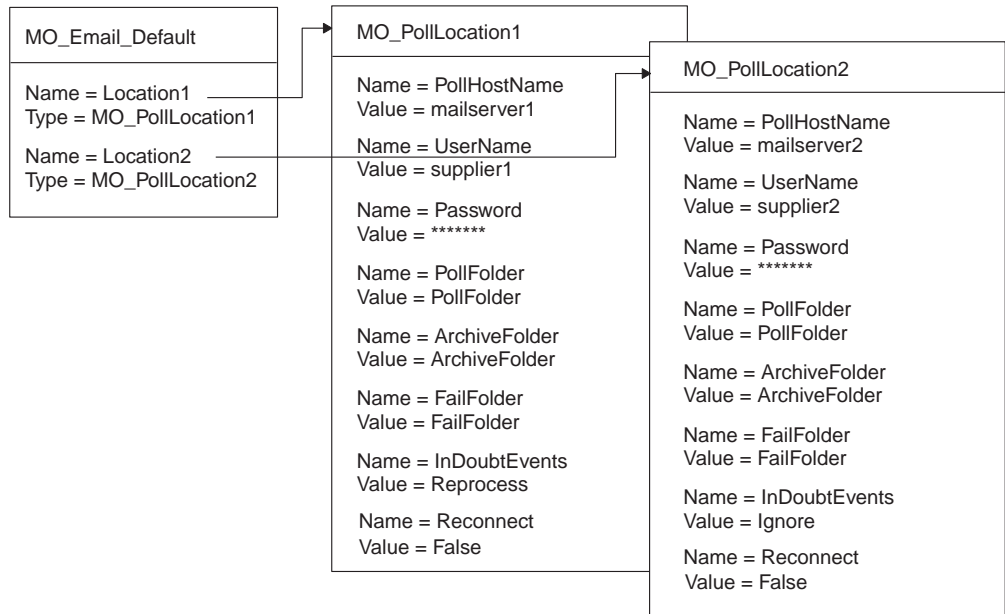 MO_Email_Default
Name = Location1
Type = MO_PollLocation1
Name = Location2
Type = MO_PollLocation2
MO_PollLocation1
Name = PollHostName
Value = mailserver1
Name = UserName
Value = supplier1
Name = Password
Value = *******
Name = PollFolder
Value = PollFolder
Name = ArchiveFolder
Value = ArchiveFolder
Name = FailFolder
Value = FailFolder
Name = InDoubtEvents
Value = Reprocess
Name = Reconnect
Value = False
MO_PollLocation2
Name = PollHostName
Value = mailserver2
Name = UserName
Value = supplier2
Name = Password
Value = *******
Name = PollFolder
Value = PollFolder
Name = ArchiveFolder
Value = ArchiveFolder
Name = FailFolder
Value = FailFolder
Name = InDoubtEvents
Value = Ignore
Name = Reconnect
Value = False